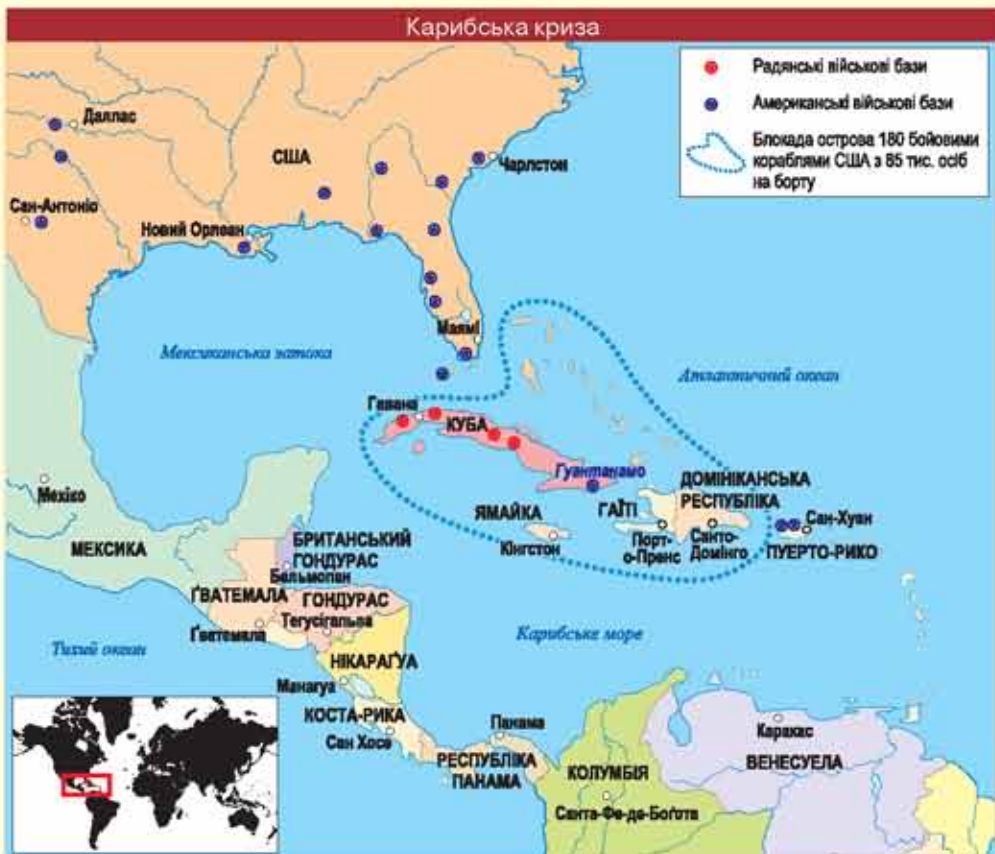 Карибська криза
Радянські військові бази
Американські військові бази
Блокада острова 180 бойовими
кораблями США з 85 тис. осіб
на борту
Даллас
США
Чарлстон
Сан-Антоніо
Новий Орлеан
Маямі
Мексиканська затока
Атлантичний океан
Гавана
КУБА
Гуантанамо
ДОМІНІКАНСЬКА
РЕСПУБЛІКА
ГАЇТІ
ЯМАЙКА
Сан-Хуан
Мехіко
Кінгстон
Порт-
о-Пренс
Санто-
Домінго
ПУЕРТО-РИКО
МЕКСИКА
БРИТАНСЬКИЙ
ГОНДУРАС
Бельмопан
ҐВАТЕМАЛА
ГОНДУРАС
Тегусігальва
Ґватемала
Карибське море
Тихий океан
НІКАРАҐУА
Манагуа
КОСТА-РИКА
Панама
Сан Хосе
Каракас
РЕСПУБЛІКА
ПАНАМА
КОЛУМБІЯ
ВЕНЕСУЕЛА
Санта-Фе-де-Боґота